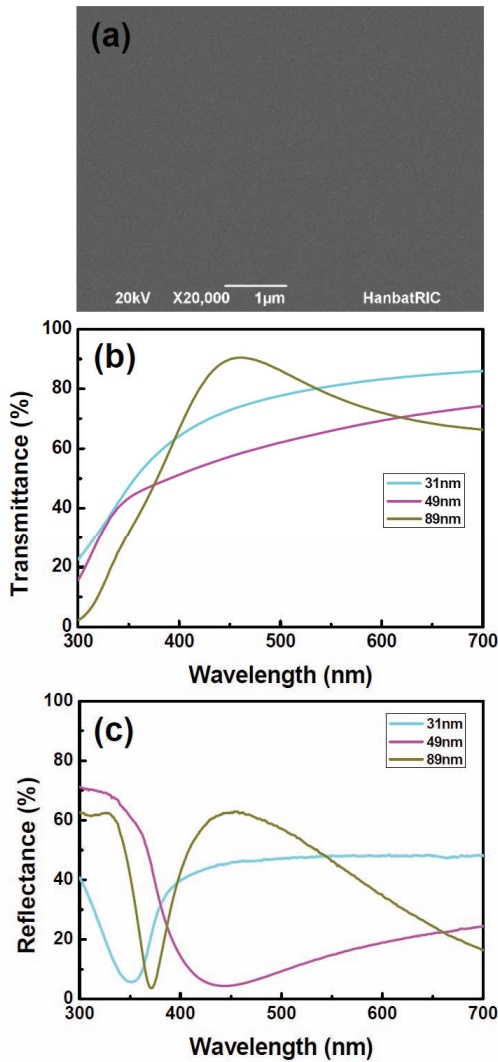 (a)
20kV X20,000 1µm HanbatRIC
(b)
100
80
60
40
20
0
Transmittance (%)
31nm
49nm
89nm
300 400 500 600 700
Wavelength (nm)
(c)
100
80
60
40
20
0
Reflectance (%)
31nm
49nm
89nm
300 400 500 600 700
Wavelength (nm)